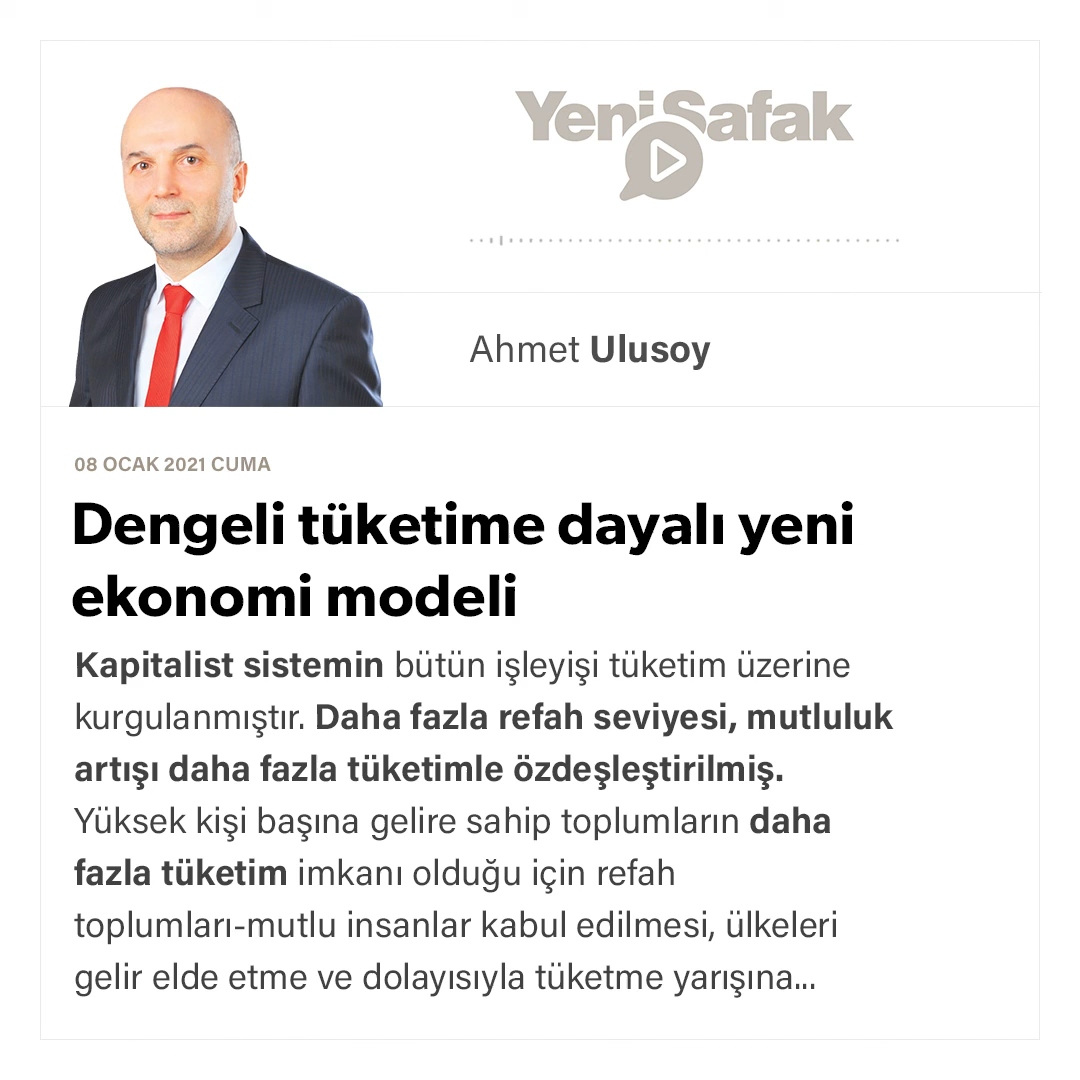 YeniSafak
Ahmet Ulusoy
08 OCAK 2021 CUMA
Dengeli tüketime dayalı yeni
ekonomi modeli
Kapitalist sistemin bütün işleyişi tüketim üzerine
kurgulanmıştır. Daha fazla refah seviyesi, mutluluk
artışı daha fazla tüketimle özdeşleştirilmiş.
Yüksek kişi başına gelire sahip toplumların daha
fazla tüketim imkanı olduğu için refah
toplumları-mutlu insanlar kabul edilmesi, ülkeleri
gelir elde etme ve dolayısıyla tüketme yarışına...